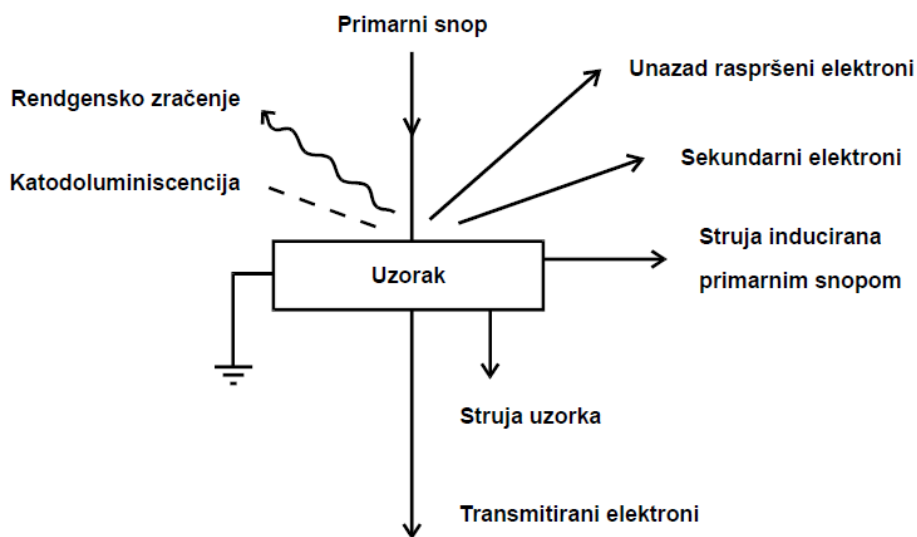 Primarni snop
Unazad raspršeni elektroni
Rendgensko zračenje
Sekundarni elektroni
Katodoluminiscencija
Struja inducirana
primarnim snopom
Uzorak
Struja uzorka
Transmitirani elektroni